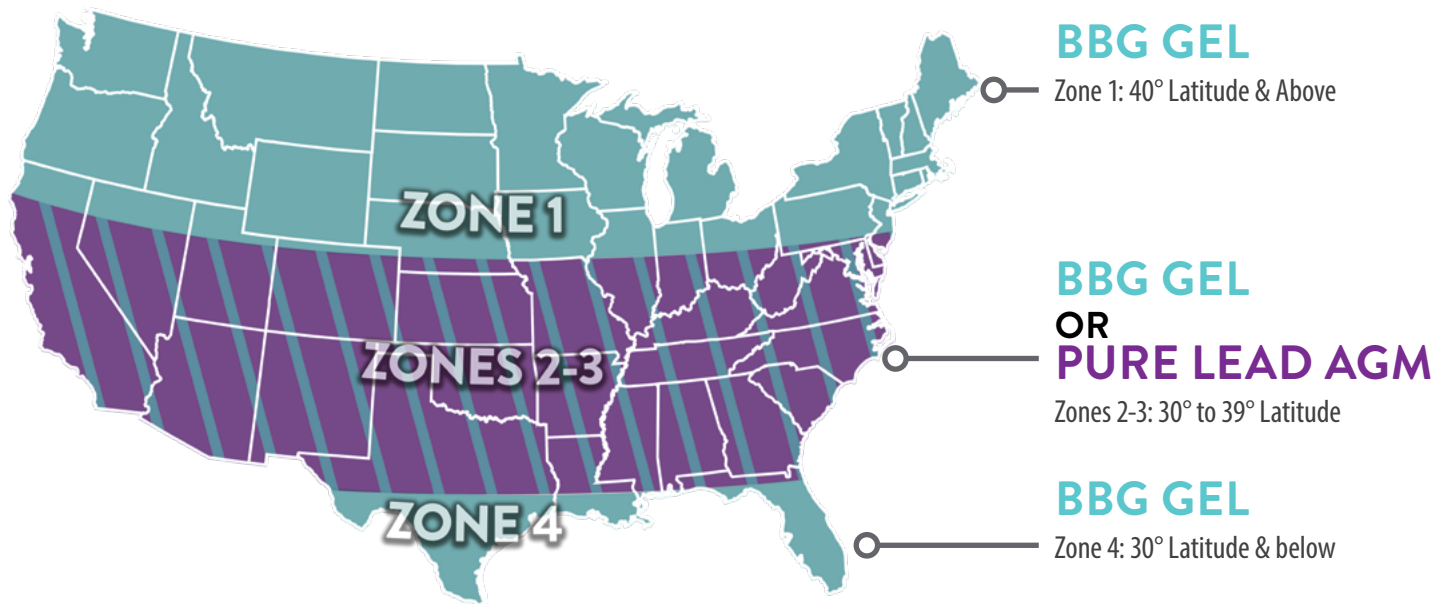 ZONE 1
ZONES 2-3
ZONE 4
BBG GEL
Zone 1: 40° Latitude & Above
BBG GEL
OR
PURE LEAD AGM
Zones 2-3: 30° to 39° Latitude
BBG GEL
Zone 4: 30° Latitude & below